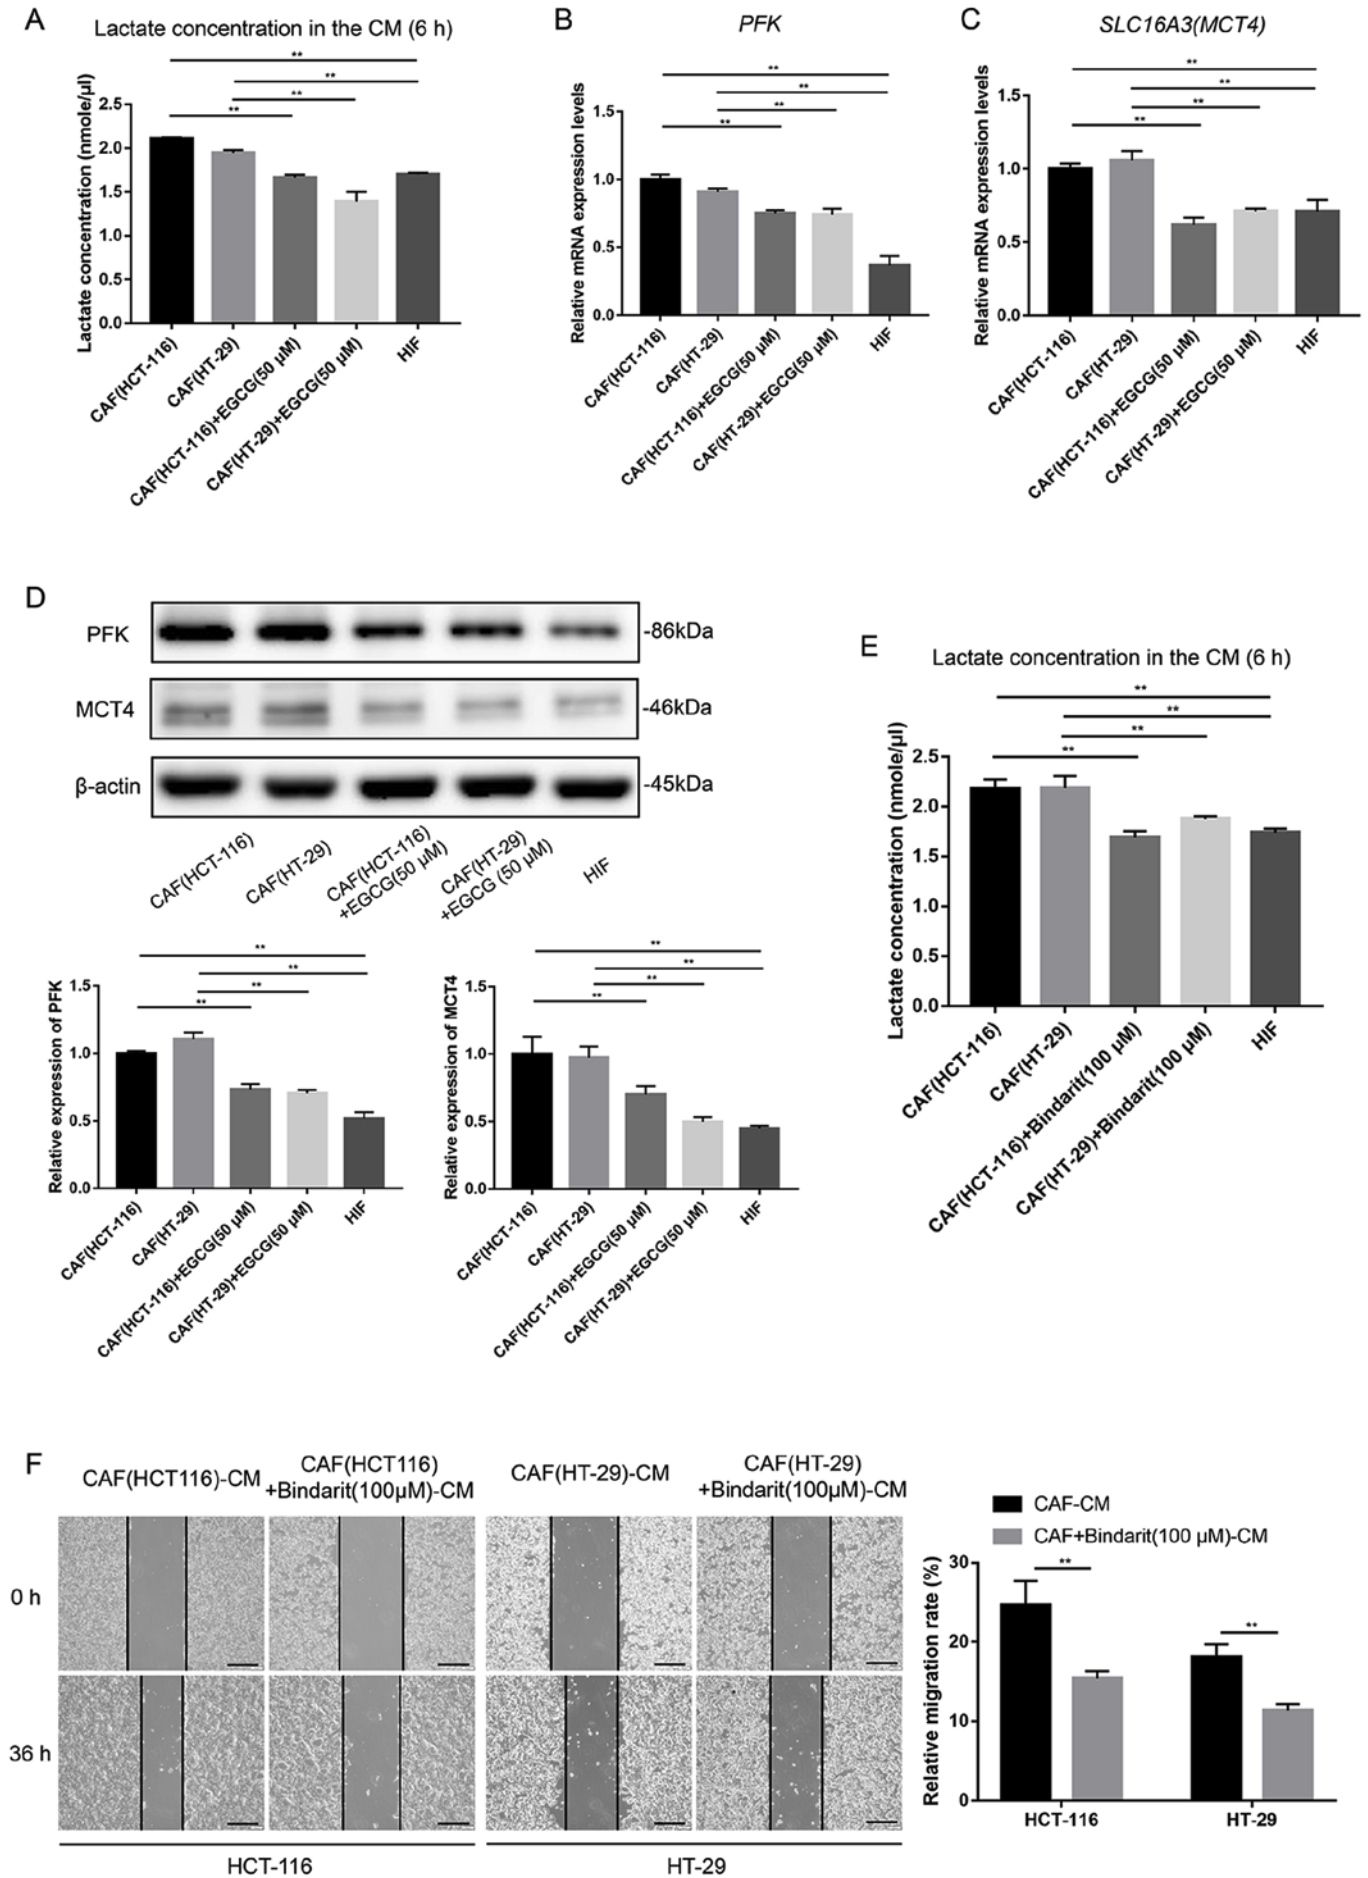 A
Lactate concentration in the CM (6 h)
**
**
**
**
Lactate concentration (nmole/µl)
2.5
2.0
1.5
1.0
0.5
0.0
CAF(HCT-116)
CAF(HT-29)
CAF(HCT-116)+EGCG(50 µM)
CAF(HT-29)+EGCG(50 µM)
HIF
B
PFK
**
**
**
**
Relative mRNA expression levels
1.5
1.0
0.5
0.0
CAF(HCT-116)
CAF(HT-29)
CAF(HCT-116)+EGCG(50 µM)
CAF(HT-29)+EGCG(50 µM)
HIF
C
SLC16A3(MCT4)
**
**
**
**
Relative mRNA expression levels
1.5
1.0
0.5
0.0
CAF(HCT-116)
CAF(HT-29)
CAF(HCT-116)+EGCG(50 µM)
CAF(HT-29)+EGCG(50 µM)
HIF
D
PFK
-86kDa
MCT4
-46kDa
β-actin
-45kDa
CAF(HCT-116)
CAF(HT-29)
CAF(HCT-116)
+EGCG(50 µM)
CAF(HT-29)
+EGCG (50 µM)
HIF
**
**
**
**
Relative expression of PFK
1.5
1.0
0.5
0.0
CAF(HCT-116)
CAF(HT-29)
CAF(HCT-116)+EGCG(50 µM)
CAF(HT-29)+EGCG(50 µM)
HIF
**
**
**
**
Relative expression of MCT4
1.5
1.0
0.5
0.0
CAF(HCT-116)
CAF(HT-29)
CAF(HCT-116)+EGCG(50 µM)
CAF(HT-29)+EGCG(50 µM)
HIF
E
Lactate concentration in the CM (6 h)
**
**
**
**
Lactate concentration (nmole/µl)
2.5
2.0
1.5
1.0
0.5
0.0
CAF(HCT-116)
CAF(HT-29)
CAF(HCT-116)+Bindarit(100 µM)
CAF(HT-29)+Bindarit(100 µM)
HIF
F
CAF(HCT116)-CM
CAF(HCT116)
+Bindarit(100µM)-CM
CAF(HT-29)-CM
CAF(HT-29)
+Bindarit(100µM)-CM
0 h
36 h
HCT-116
HT-29
CAF-CM
CAF+Bindarit(100 µM)-CM
**
**
Relative migration rate (%)
30
20
10
0
HCT-116
HT-29